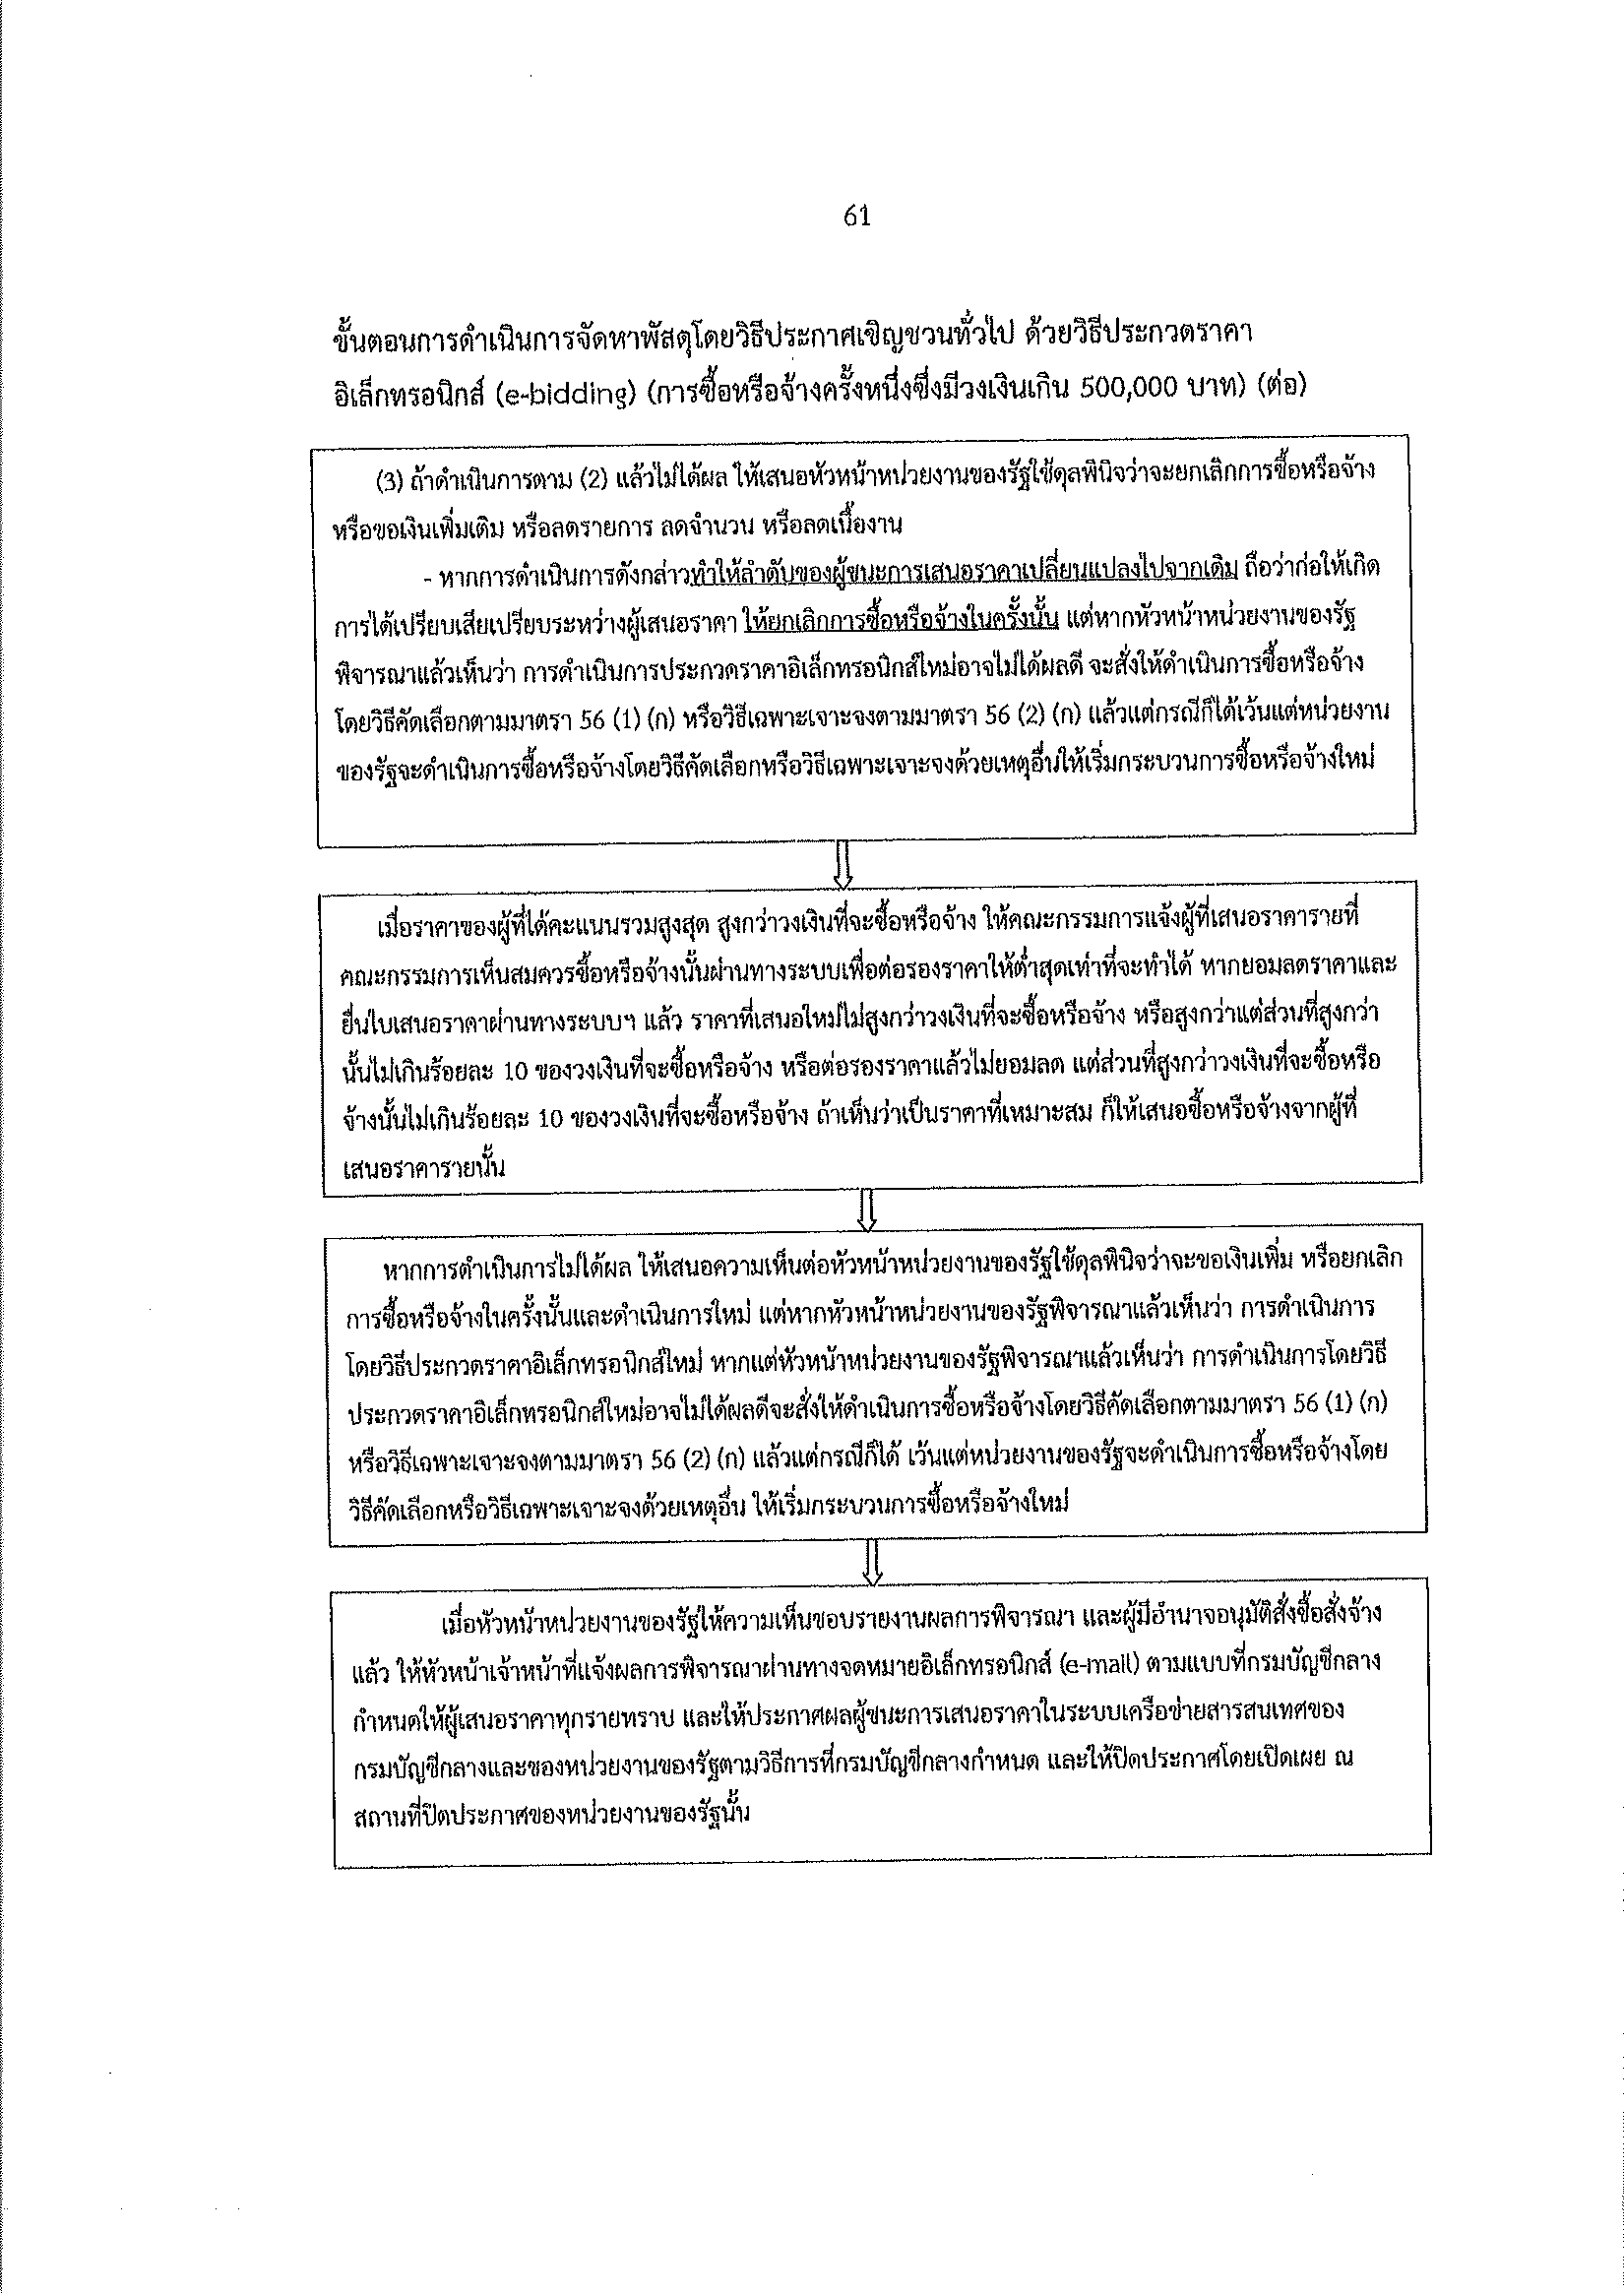 61
ขั้นตอนการดำเนินการจัดหาพัสดุโดยวิธีประกาศเชิญชวนทั่วไป ด้วยวิธีประกวดราคา
อิเล็กทรอนิกส์ (e-bidding) (การซื้อหรือจ้างครั้งหนึ่งซึ่งมีวงเงินเกิน 500,000 บาท) (ต่อ)
(3) ถ้าดำเนินการตาม (2) แล้วไม่ได้ผล ให้เสนอหัวหน้าหน่วยงานของรัฐใช้ดุลพินิจว่าจะยกเลิกการซื้อหรือจ้าง
หรือขอเงินเพิ่มเติม หรือลดรายการ ลดจำนวน หรือลดเนื้องาน
- หากการดำเนินการดังกล่าวทำให้ลำดับของผู้ชนะการเสนอราคาเปลี่ยนแปลงไปจากเดิม ถือว่าก่อให้เกิด
การได้เปรียบเสียเปรียบระหว่างผู้เสนอราคา ให้ยกเลิกการซื้อหรือจ้างในครั้งนั้น แต่หากหัวหน้าหน่วยงานของรัฐ
พิจารณาแล้วเห็นว่า การดำเนินการประกวดราคาอิเล็กทรอนิกส์ใหม่อาจไม่ได้ผลดี จะสั่งให้ดำเนินการซื้อหรือจ้าง
โดยวิธีคัดเลือกตามมาตรา 56 (1) (ก) หรือวิธีเฉพาะเจาะจงตามมาตรา 56 (2) (ก) แล้วแต่กรณีก็ได้เว้นแต่หน่วยงาน
ของรัฐจะดำเนินการซื้อหรือจ้างโดยวิธีคัดเลือกหรือวิธีเฉพาะเจาะจงด้วยเหตุอื่นให้เริ่มกระบวนการซื้อหรือจ้างใหม่
เมื่อราคาของผู้ที่ได้คะแนนรวมสูงสุด สูงกว่าวงเงินที่จะซื้อหรือจ้าง ให้คณะกรรมการแจ้งผู้ที่เสนอราคารายที่
คณะกรรมการเห็นสมควรซื้อหรือจ้างนั้นผ่านทางระบบเพื่อต่อรองราคาให้ต่ำสุดเท่าที่จะทำได้ หากยอมลดราคาและ
ยื่นใบเสนอราคาผ่านทางระบบฯ แล้ว ราคาที่เสนอใหม่ไม่สูงกว่าวงเงินที่จะซื้อหรือจ้าง หรือสูงกว่าแต่ส่วนที่สูงกว่า
นั้นไม่เกินร้อยละ 10 ของวงเงินที่จะซื้อหรือจ้าง หรือต่อรองราคาแล้วไม่ยอมลด แต่ส่วนที่สูงกว่าวงเงินที่จะซื้อหรือ
จ้างนั้นไม่เกินร้อยละ 10 ของวงเงินที่จะซื้อหรือจ้าง ถ้าเห็นว่าเป็นราคาที่เหมาะสม ก็ให้เสนอซื้อหรือจ้างจากผู้ที่
เสนอราคารายนั้น
หากการดำเนินการไม่ได้ผล ให้เสนอความเห็นต่อหัวหน้าหน่วยงานของรัฐใช้ดุลพินิจว่าจะขอเงินเพิ่ม หรือยกเลิก
การซื้อหรือจ้างในครั้งนั้นและดำเนินการใหม่ แต่หากหัวหน้าหน่วยงานของรัฐพิจารณาแล้วเห็นว่า การดำเนินการ
โดยวิธีประกวดราคาอิเล็กทรอนิกส์ใหม่ หากแต่หัวหน้าหน่วยงานของรัฐพิจารณาแล้วเห็นว่า การดำเนินการโดยวิธี
ประกวดราคาอิเล็กทรอนิกส์ใหม่อาจไม่ได้ผลดีจะสั่งให้ดำเนินการซื้อหรือจ้างโดยวิธีคัดเลือกตามมาตรา 56 (1) (ก)
หรือวิธีเฉพาะเจาะจงตามมาตรา 56 (2) (ก) แล้วแต่กรณีก็ได้ เว้นแต่หน่วยงานของรัฐจะดำเนินการซื้อหรือจ้างโดย
วิธีคัดเลือกหรือวิธีเฉพาะเจาะจงด้วยเหตุอื่น ให้เริ่มกระบวนการซื้อหรือจ้างใหม่
เมื่อหัวหน้าหน่วยงานของรัฐให้ความเห็นชอบรายงานผลการพิจารณา และผู้มีอำนาจอนุมัติสั่งซื้อสั่งจ้าง
แล้ว ให้หัวหน้าเจ้าหน้าที่แจ้งผลการพิจารณาผ่านทางจดหมายอิเล็กทรอนิกส์ (e-mail) ตามแบบที่กรมบัญชีกลาง
กำหนดให้ผู้เสนอราคาทุกรายทราบ และให้ประกาศผลผู้ชนะการเสนอราคาในระบบเครือข่ายสารสนเทศของ
กรมบัญชีกลางและของหน่วยงานของรัฐตามวิธีการที่กรมบัญชีกลางกำหนด และให้ปิดประกาศโดยเปิดเผย ณ
สถานที่ปิดประกาศของหน่วยงานของรัฐนั้น